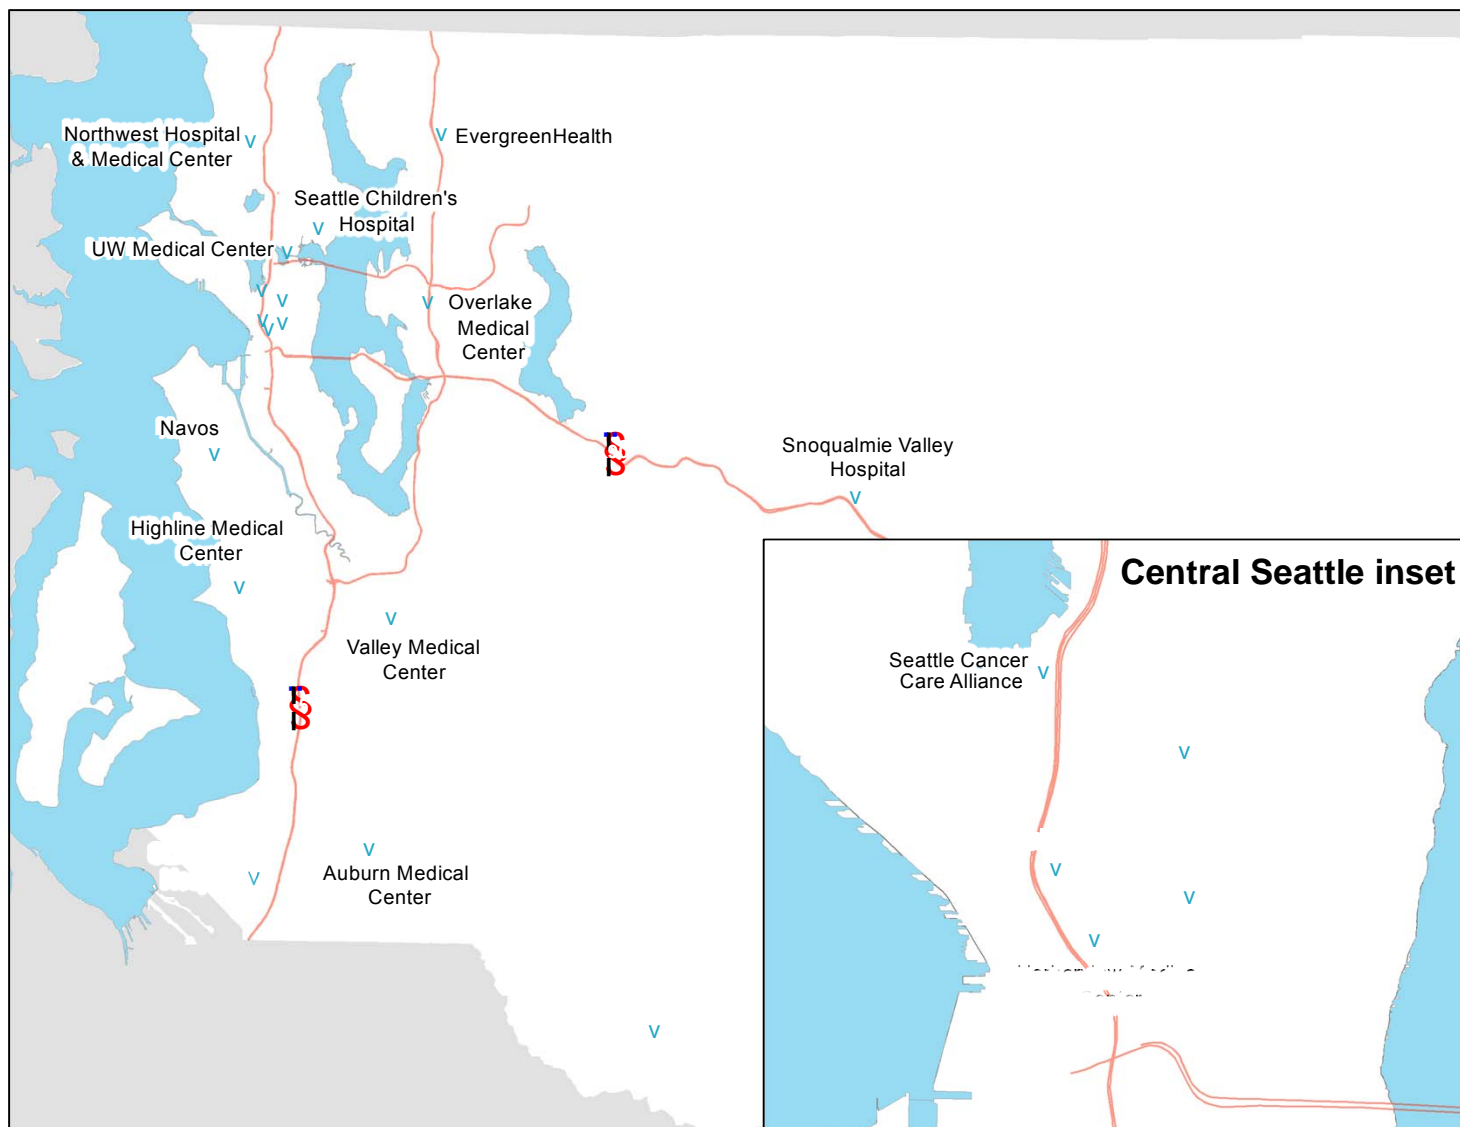 Northwest Hospital
& Medical Center
EvergreenHealth
Seattle Children's
Hospital
UW Medical Center
Overlake
Medical
Center
Navos
Snoqualmie Valley
Hospital
Highline Medical
Center
Valley Medical
Center
Auburn Medical
Center
Central Seattle inset
Seattle Cancer
Care Alliance